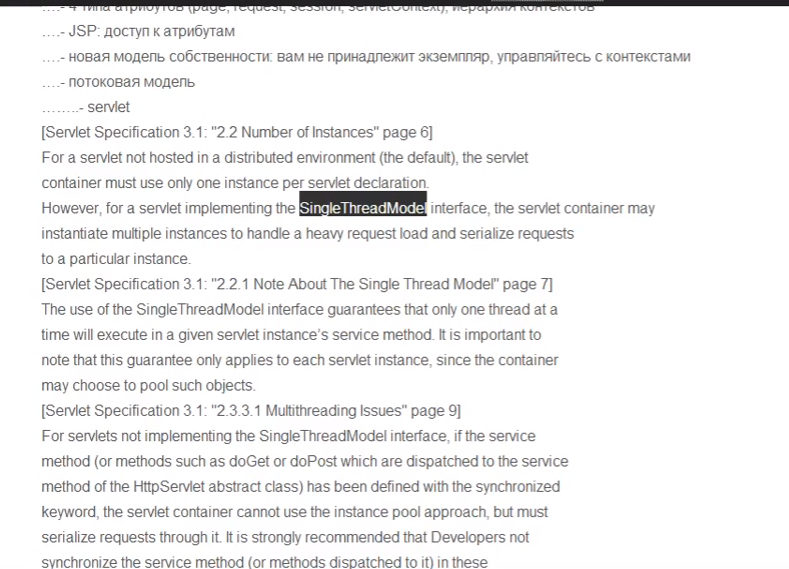 ….- 4 типа атрибутов (page, request, session, servletContext), иерархия контекстов
….- JSP: доступ к атрибутам
….- новая модель собственности: вам не принадлежит экземпляр, управляйтесь с контекстами
….- потоковая модель
……..- servlet
[Servlet Specification 3.1: "2.2 Number of Instances" page 6]
For a servlet not hosted in a distributed environment (the default), the servlet
container must use only one instance per servlet declaration.
However, for a servlet implementing the SingleThreadModel interface, the servlet container may
instantiate multiple instances to handle a heavy request load and serialize requests
to a particular instance.
[Servlet Specification 3.1: "2.2.1 Note About The Single Thread Model" page 7]
The use of the SingleThreadModel interface guarantees that only one thread at a
time will execute in a given servlet instance's service method. It is important to
note that this guarantee only applies to each servlet instance, since the container
may choose to pool such objects.
[Servlet Specification 3.1: "2.3.3.1 Multithreading Issues" page 9]
For servlets not implementing the SingleThreadModel interface, if the service
method (or methods such as doGet or doPost which are dispatched to the service
method of the HttpServlet abstract class) has been defined with the synchronized
keyword, the servlet container cannot use the instance pool approach, but must
serialize requests through it. It is strongly recommended that Developers not
synchronize the service method (or methods dispatched to it) in these